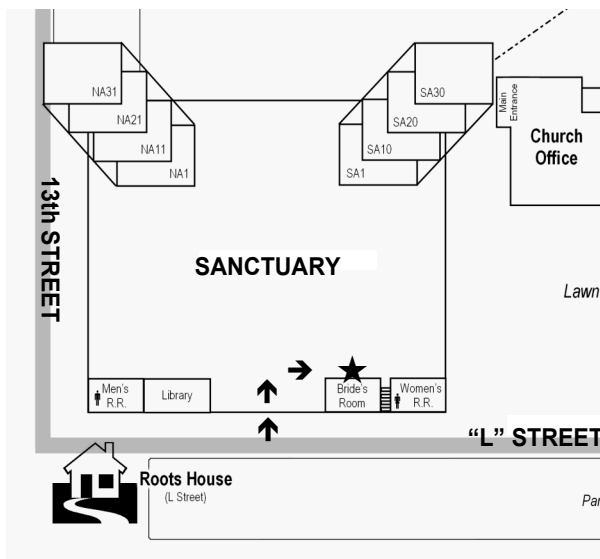 NA31
NA21
NA11
NA1
SA30
SA20
SA10
SA1
Main
Entrance
Church
Office
13th STREET
SANCTUARY
Lawn
Men's
R.R.
Library
Bride's
Room
Women's
R.R.
“L” STREET
Roots House
(L Street)